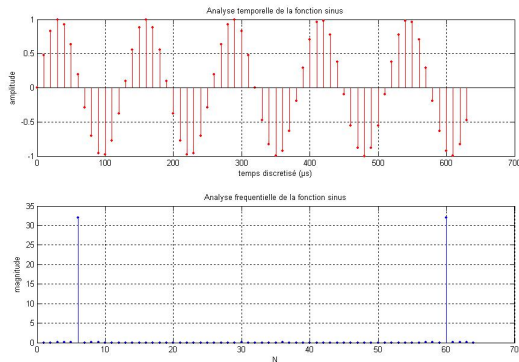 Analyse temporelle de la fonction sinus
amplitude
1
0.5
0
-0.5
-1
0 100 200 300 400 500 600 700
temps discretisé (µs)
Analyse frequentielle de la fonction sinus
magnitude
35
30
25
20
15
10
5
0
0 10 20 30 40 50 60 70
N